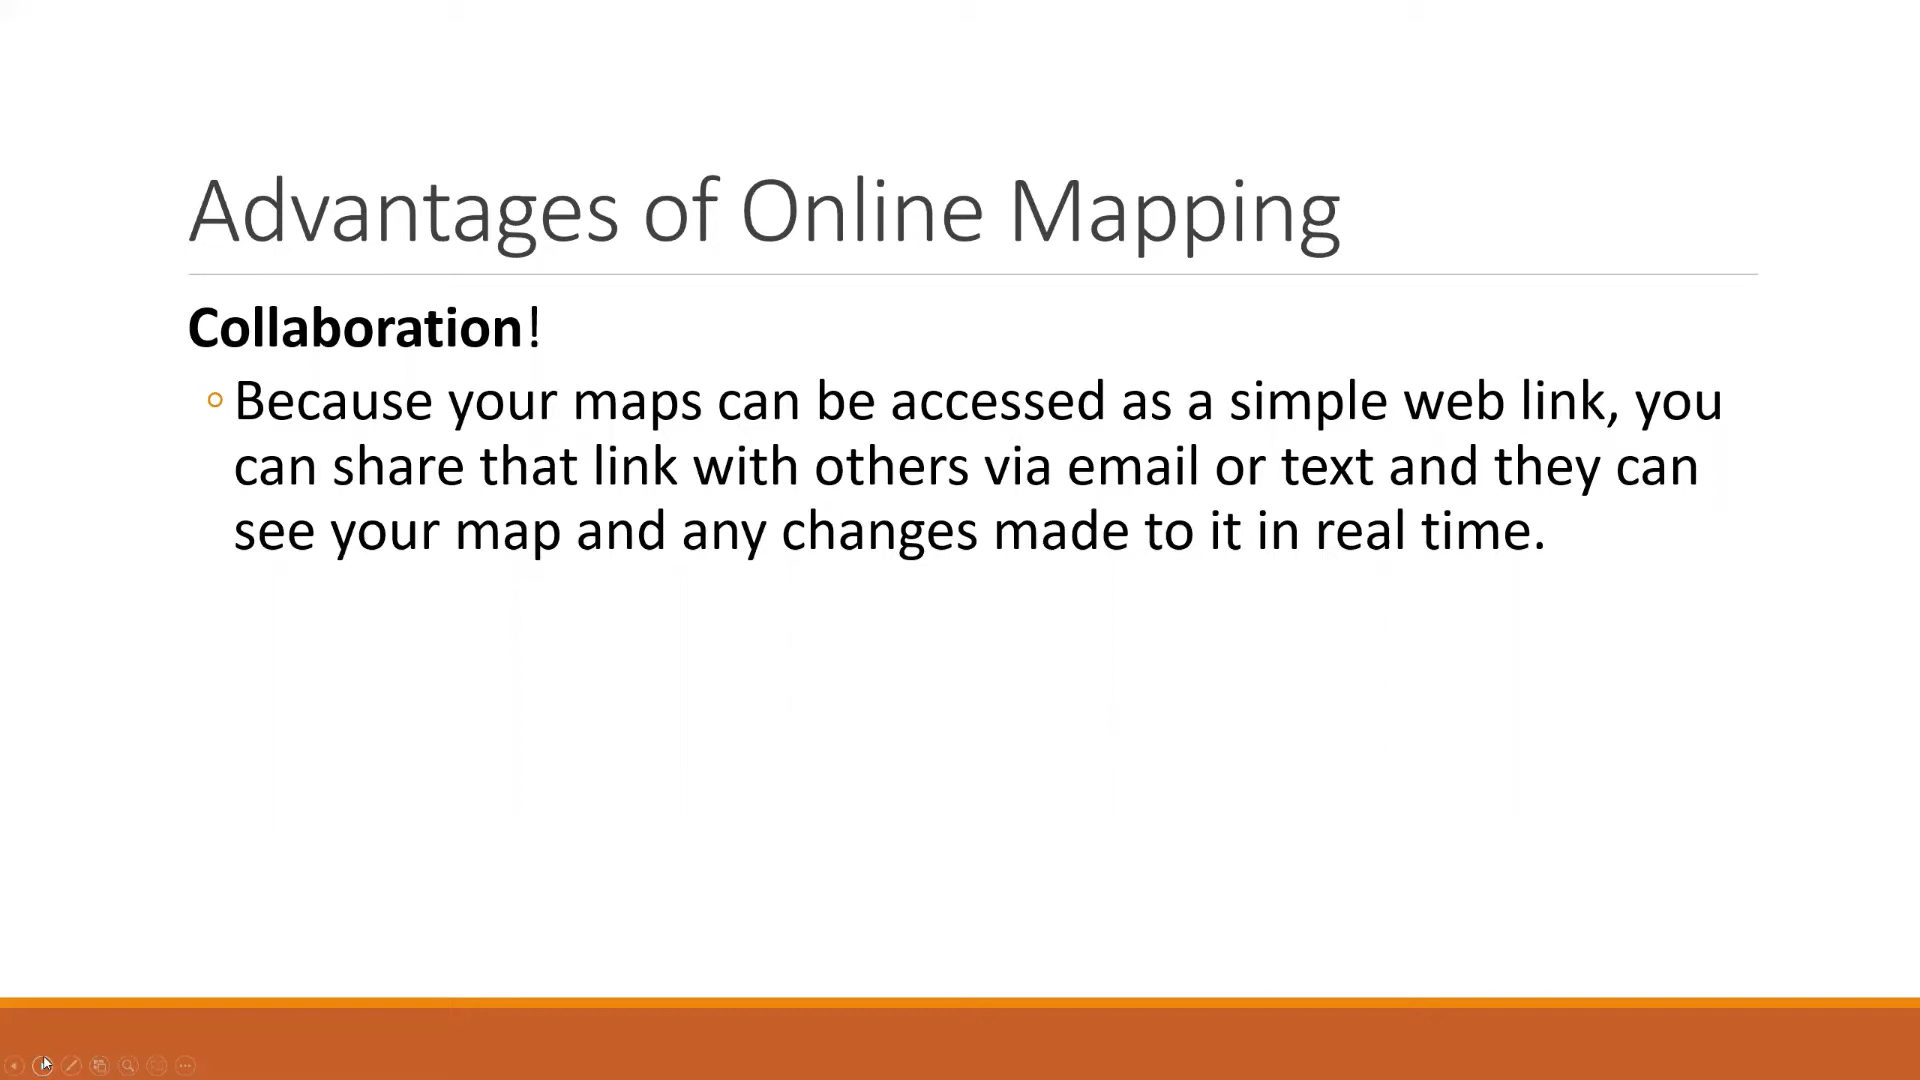 Advantages of Online Mapping
Collaboration!
Because your maps can be accessed as a simple web link, you
can share that link with others via email or text and they can
see your map and any changes made to it in real time.